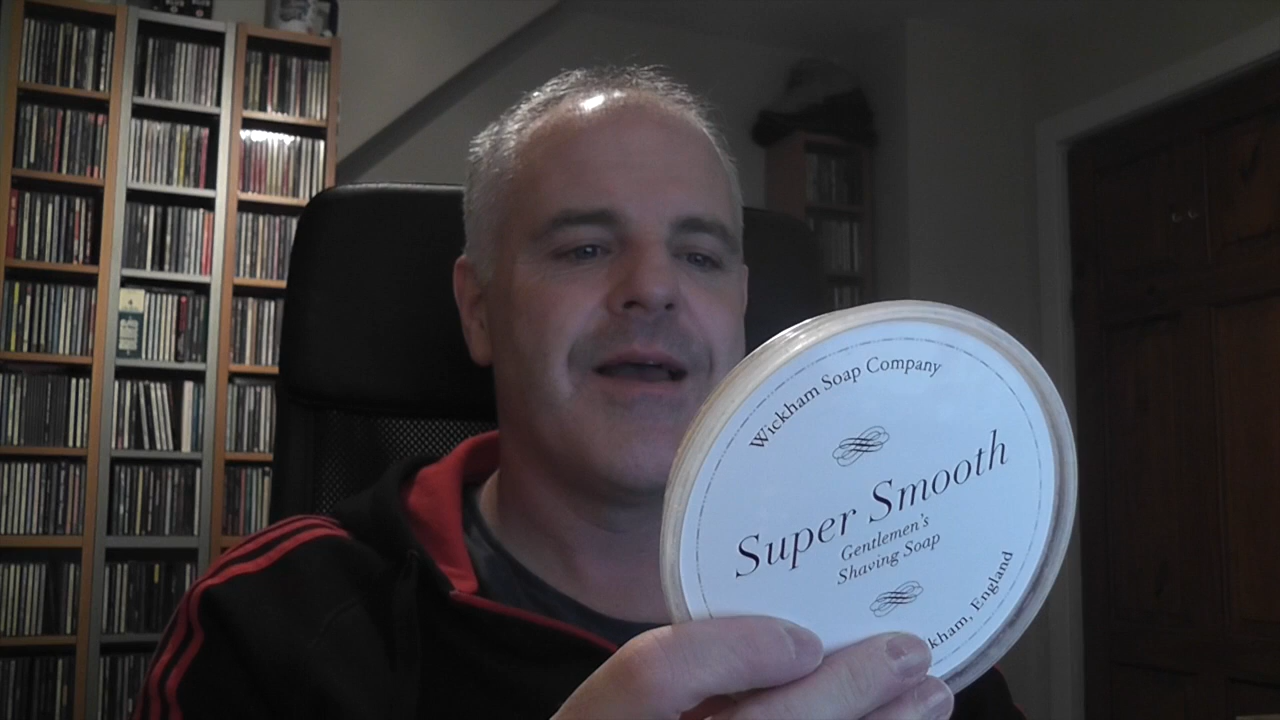 Wickham Soap Company
Super Smooth
Gentlemen's
Shaving Soap
kham, England